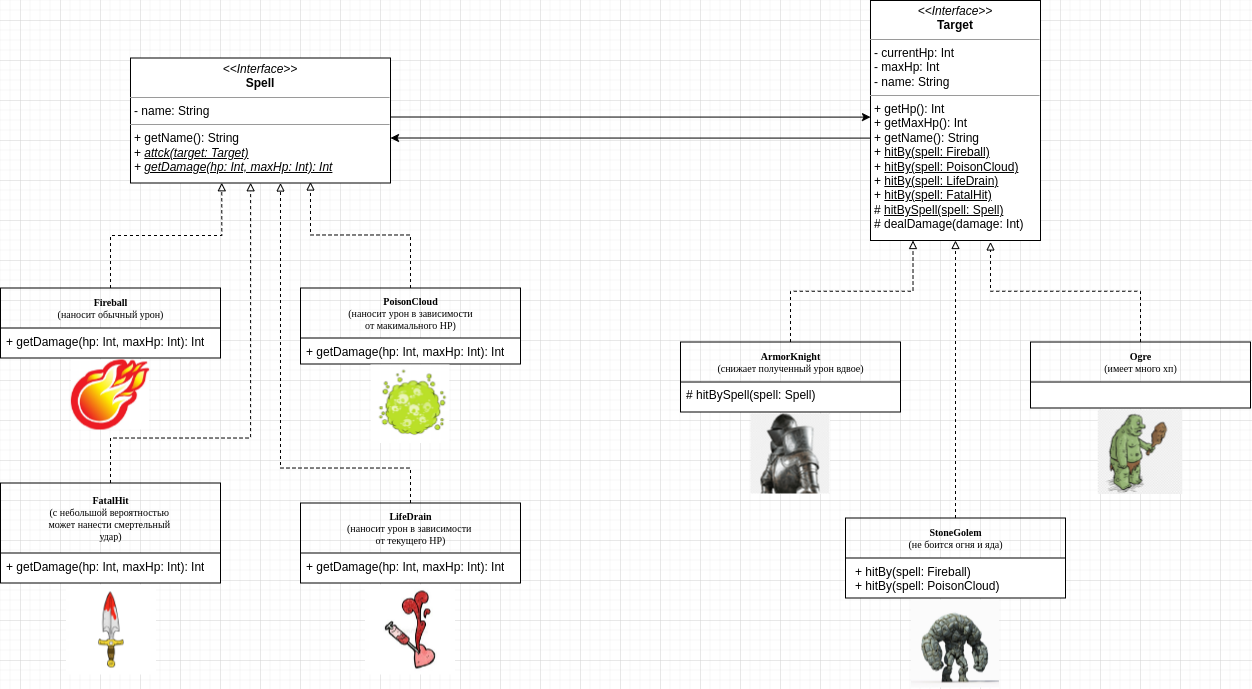 <<Interface>>
Spell
- name: String
+ getName(): String
+ attck(target: Target)
+ getDamage(hp: Int, maxHp: Int): Int
<<Interface>>
Target
- currentHp: Int
- maxHp: Int
- name: String
+ getHp(): Int
+ getMaxHp(): Int
+ getName(): String
+ hitBy(spell: Fireball)
+ hitBy(spell: PoisonCloud)
+ hitBy(spell: LifeDrain)
+ hitBy(spell: FatalHit)
# hitBySpell(spell: Spell)
# dealDamage(damage: Int)
Fireball
(наносит обычный урон)
+ getDamage(hp: Int, maxHp: Int): Int
PoisonCloud
(наносит урон в зависимости
от макимального HP)
+ getDamage(hp: Int, maxHp: Int): Int
ArmorKnight
(снижает полученный урон вдвое)
# hitBySpell(spell: Spell)
Ogre
(имеет много хп)
FatalHit
(с небольшой вероятностью
может нанести смертельный
удар)
+ getDamage(hp: Int, maxHp: Int): Int
LifeDrain
(наносит урон в зависимости
от текущего HP)
+ getDamage(hp: Int, maxHp: Int): Int
StoneGolem
(не боится огня и яда)
+ hitBy(spell: Fireball)
+ hitBy(spell: PoisonCloud)